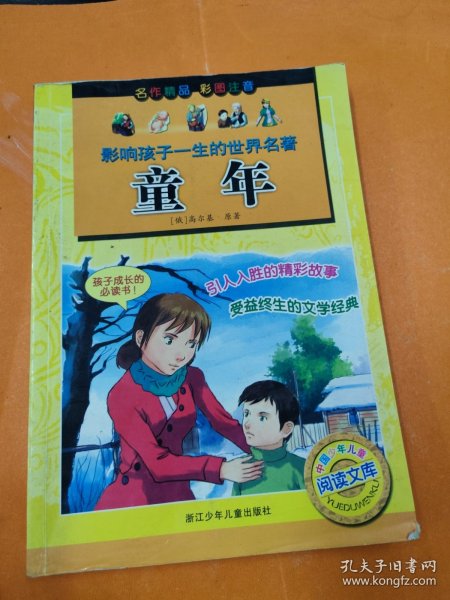 名作精品 彩图注音
影响孩子一生的世界名著
童年
[俄]高尔基·原著
孩子成长的
必读书！
引人入胜的精彩故事
受益终生的文学经典
中国少年儿童
阅读文库
YUEDUWENKU
浙江少年儿童出版社
孔夫子旧书网
www.kongfz.com